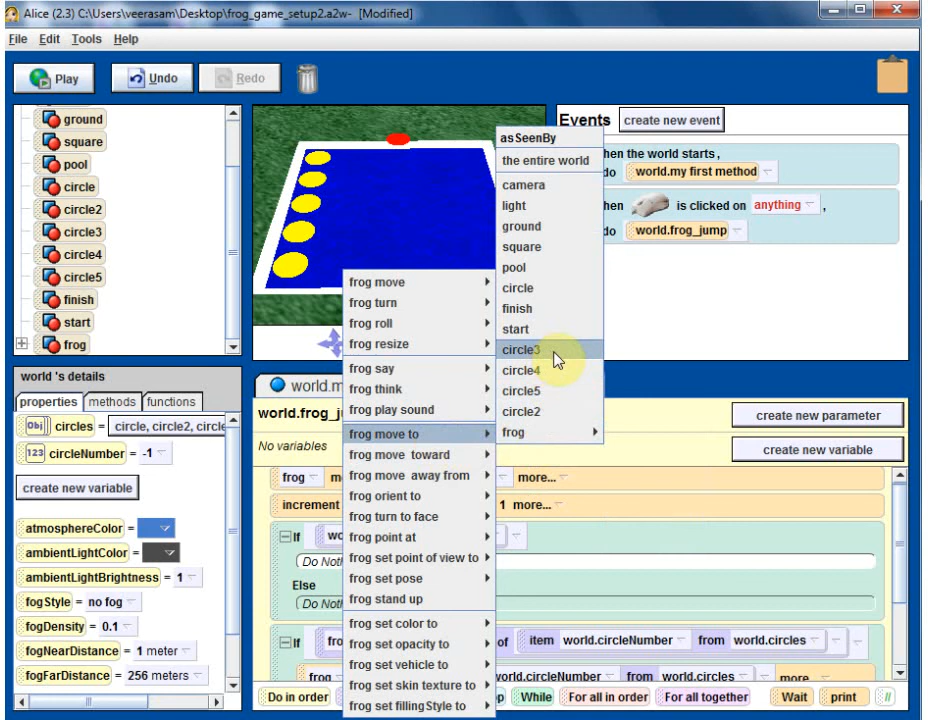 Alice (2.3) C:\Users\veerasam\Desktop\frog_game_setup2.a2w- [Modified]
File Edit Tools Help
Play Undo Redo
ground
square
pool
circle
circle2
circle3
circle4
circle5
finish
start
frog
Events create new event
hen the world starts ,
do world.my first method
hen is clicked on anything ,
do world.frog_jump
asSeenBy
the entire world
camera
light
ground
square
pool
circle
finish
start
circle3
circle4
circle5
circle2
frog
frog move
frog turn
frog roll
frog resize
frog say
frog think
frog play sound
frog move to
frog move toward
frog move away from
frog orient to
frog turn to face
frog point at
frog set point of view to
frog set pose
frog stand up
frog set color to
frog set opacity to
frog set vehicle to
frog set skin texture to
frog set fillingStyle to
world 's details
properties methods functions
Obj circles = circle, circle2, circle
123 circleNumber = -1
create new variable
atmosphereColor =
ambientLightColor =
ambientLightBrightness = 1
fogStyle = no fog
fogDensity = 0.1
fogNearDistance = 1 meter
fogFarDistance = 256 meters
world.m
world.frog_j
create new parameter
No variables
create new variable
frog m more...
increment 1 more...
If wo
(Do Not
Else
(Do Not
If fro of item world.circleNumber from world.circles
frog world.circleNumber from world.circles more...
Do in order op While For all in order For all together Wait print //